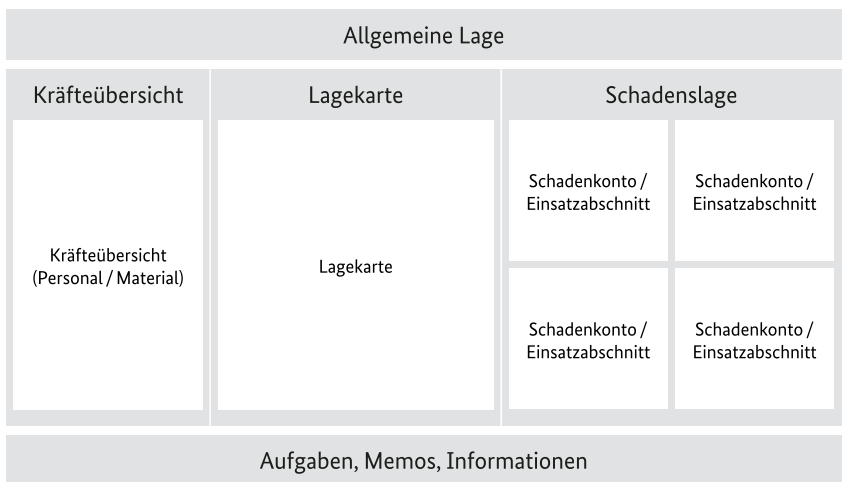 Allgemeine Lage
Kräfteübersicht
Lagekarte
Schadenslage
Kräfteübersicht
(Personal / Material)
Lagekarte
Schadenkonto /
Einsatzabschnitt
Schadenkonto /
Einsatzabschnitt
Schadenkonto /
Einsatzabschnitt
Schadenkonto /
Einsatzabschnitt
Aufgaben, Memos, Informationen